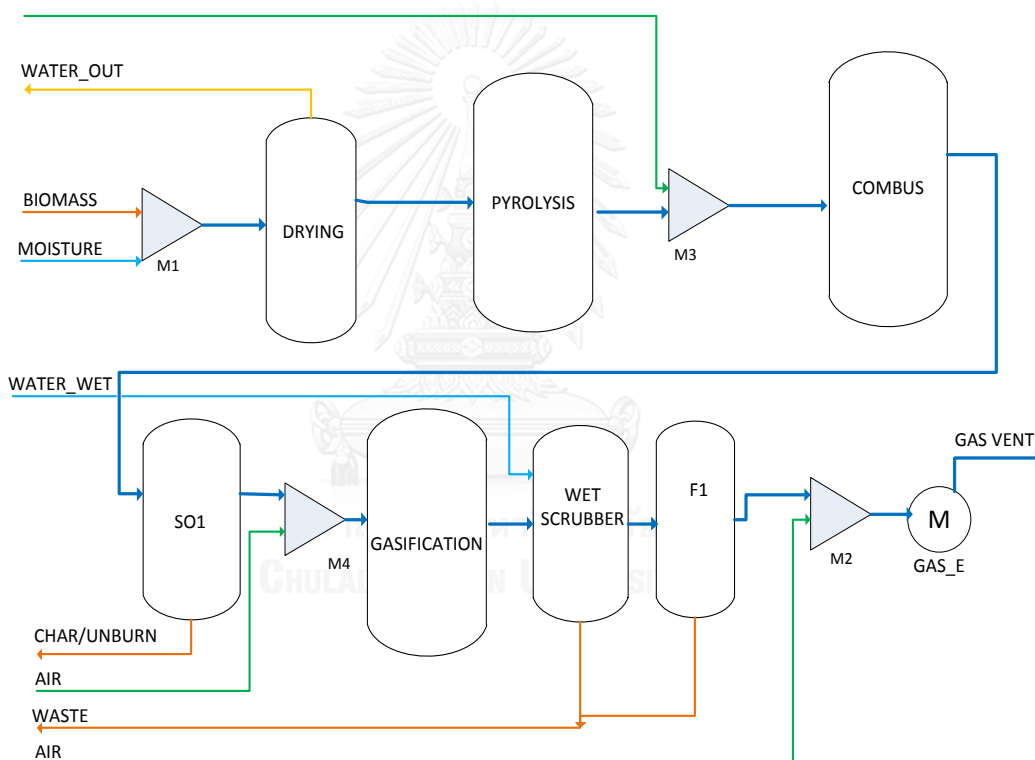 WATER_OUT
BIOMASS
MOISTURE
M1
DRYING
PYROLYSIS
M3
COMBUS
WATER_WET
SO1
M4
GASIFICATION
WET
SCRUBBER
F1
M2
M
GAS_E
GAS VENT
CHAR/UNBURN
AIR
WASTE
AIR